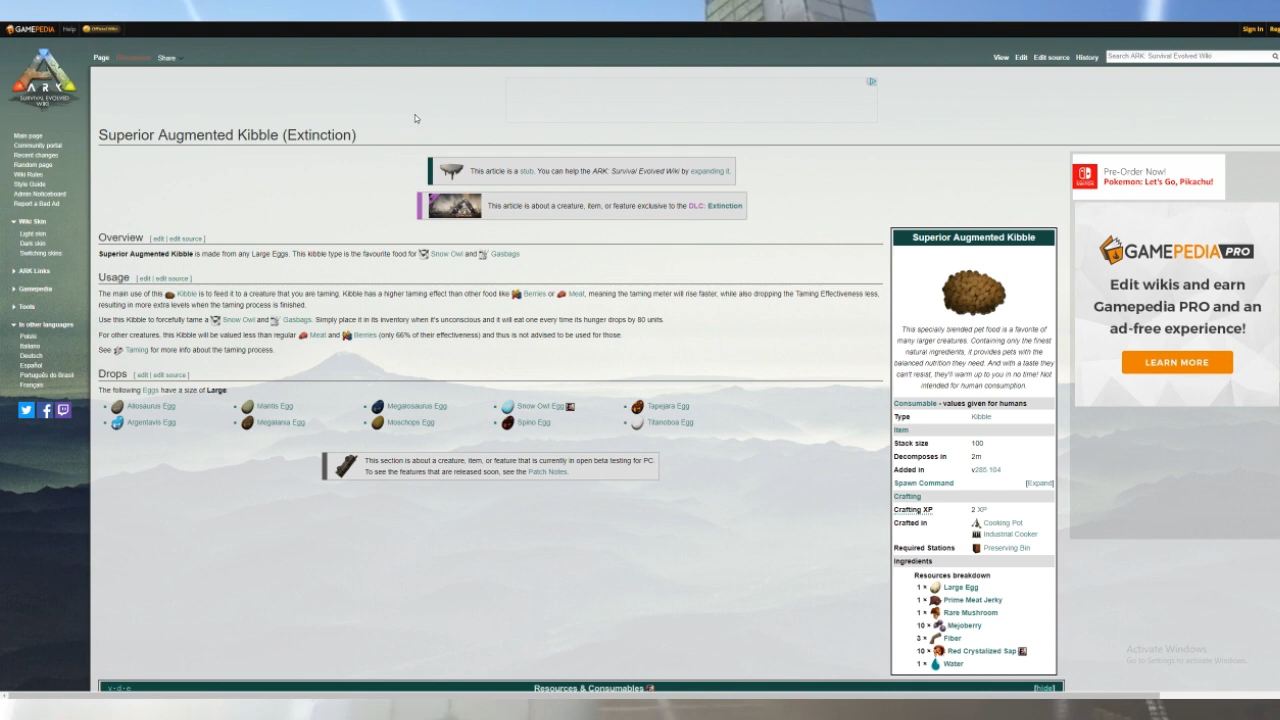 GAMEPEDIA Help Official Wiki
Sign In
Page Discussion Share
View Edit Edit source History Search ARK: Survival Evolved Wiki
ARK
SURVIVAL EVOLVED
WIKI
Main page
Community portal
Recent changes
Random page
Wiki Rules
Style Guide
Admin Noticeboard
Report a Bad Ad
Wiki Skin
Light skin
Dark skin
Switching skins
ARK Links
Gamepedia
Tools
In other languages
Polski
Italiano
Deutsch
Español
Português do Brasil
Français
Superior Augmented Kibble (Extinction)
This article is a stub. You can help the ARK: Survival Evolved Wiki by expanding it.
This article is about a creature, item, or feature exclusive to the DLC: Extinction
Overview [ edit | edit source ]
Superior Augmented Kibble is made from any Large Eggs. This kibble type is the favourite food for Snow Owl and Gasbags
Usage [ edit | edit source ]
The main use of this Kibble is to feed it to a creature that you are taming. Kibble has a higher taming effect than other food like Berries or Meat, meaning the taming meter will rise faster, while also dropping the Taming Effectiveness less,
resulting in more extra levels when the taming process is finished.
Use this Kibble to forcefully tame a Snow Owl and Gasbags. Simply place it in its inventory when it's unconscious and it will eat one every time its hunger drops by 80 units.
For other creatures, this Kibble will be valued less than regular Meat and Berries (only 66% of their effectiveness) and thus is not advised to be used for those.
See Taming for more info about the taming process.
Drops [ edit | edit source ]
The following Eggs have a size of Large:
Allosaurus Egg Mantis Egg Megalosaurus Egg Snow Owl Egg Tapejara Egg
Argentavis Egg Megalania Egg Moschops Egg Spino Egg Titanoboa Egg
This section is about a creature, item, or feature that is currently in open beta testing for PC.
To see the features that are released soon, see the Patch Notes.
Superior Augmented Kibble
This specially blended pet food is a favorite of
many larger creatures. Containing only the finest
natural ingredients, it provides pets with the
balanced nutrition they need. And with a taste they
can't resist, they'll warm up to you in no time! Not
intended for human consumption.
Consumable - values given for humans
Type Kibble
Item
Stack size 100
Decomposes in 2m
Added in v285.104
Spawn Command [Expand]
Crafting
Crafting XP 2 XP
Crafted in Cooking Pot
Industrial Cooker
Required Stations Preserving Bin
Ingredients
Resources breakdown
1 × Large Egg
1 × Prime Meat Jerky
1 × Rare Mushroom
10 × Mejoberry
3 × Fiber
10 × Red Crystalized Sap
1 × Water
Pre-Order Now!
Pokemon: Let's Go, Pikachu!
GAMEPEDIA PRO
Edit wikis and earn
Gamepedia PRO and an
ad-free experience!
LEARN MORE
Activate Windows
Go to Settings to activate Windows.
v·d·e Resources & Consumables [hide]